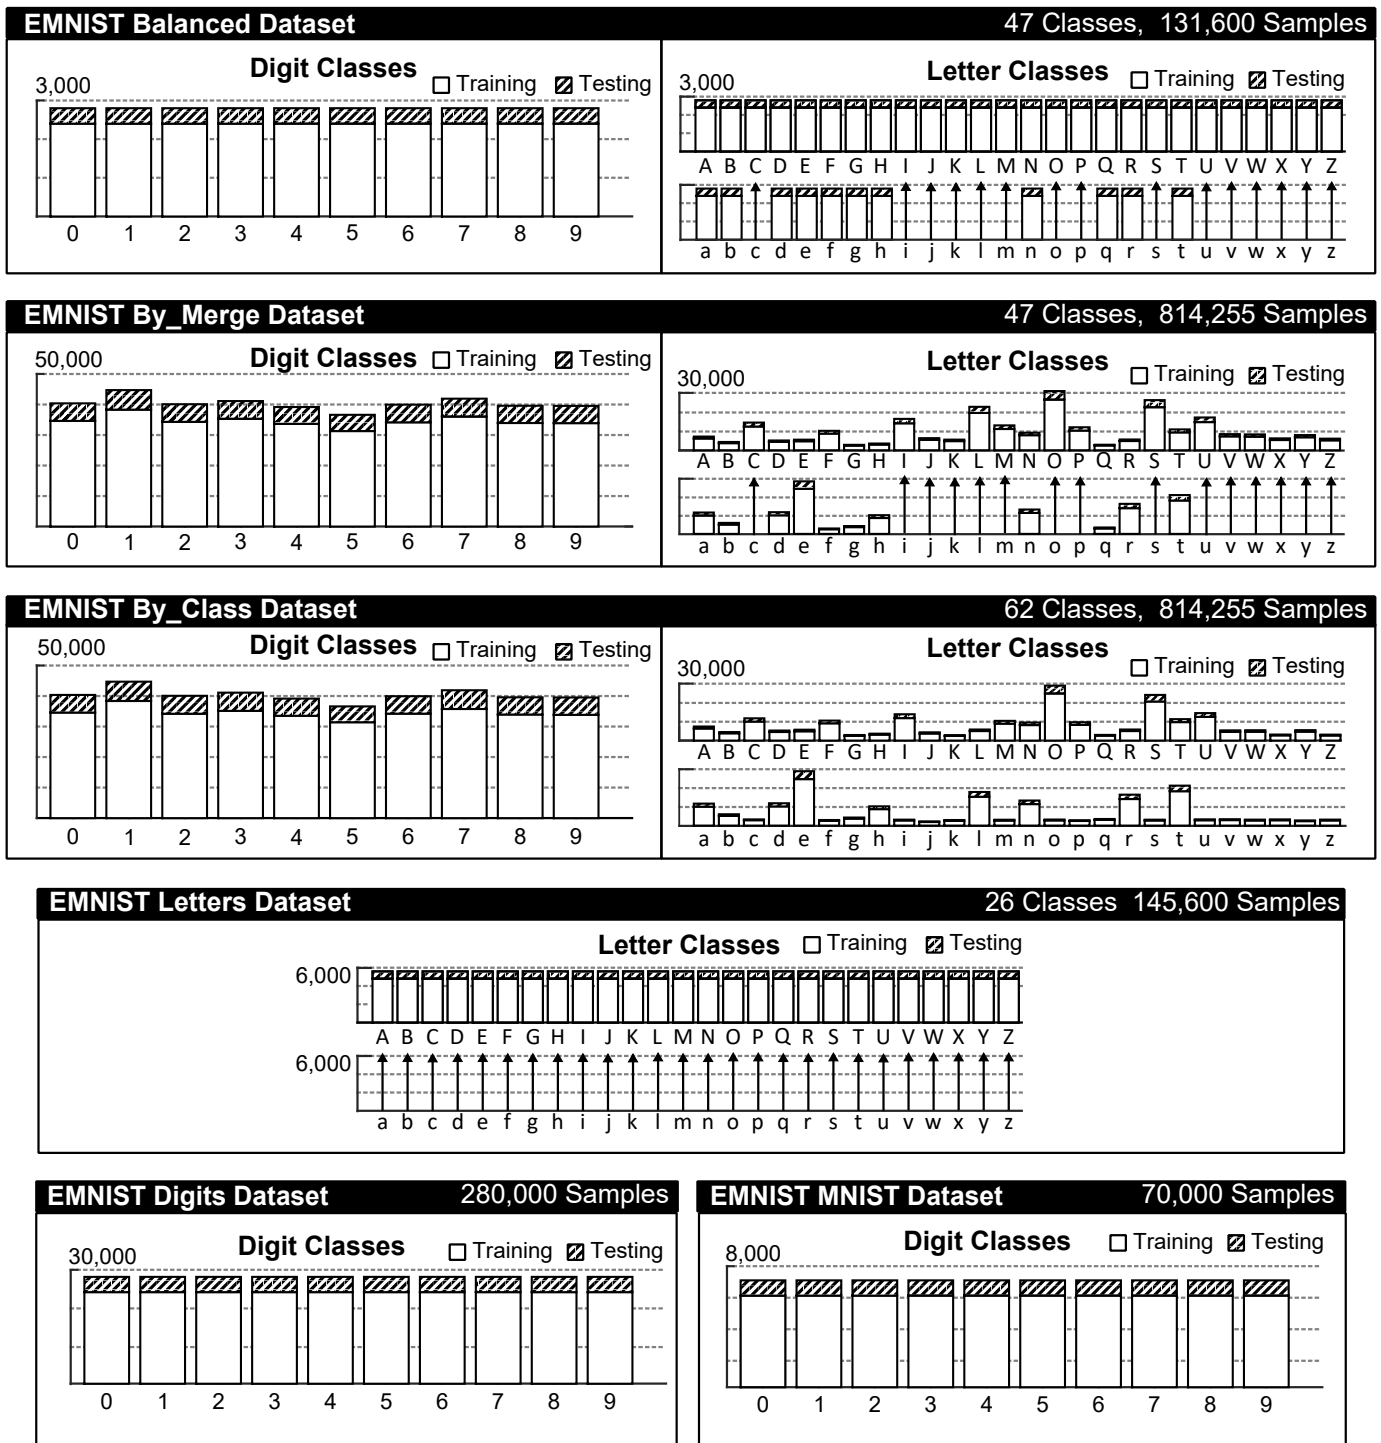 EMNIST Balanced Dataset 47 Classes, 131,600 Samples
Digit Classes Training Testing
3,000
0 1 2 3 4 5 6 7 8 9
Letter Classes Training Testing
3,000
A B C D E F G H I J K L M N O P Q R S T U V W X Y Z
a b c d e f g h i j k l m n o p q r s t u v w x y z
EMNIST By_Merge Dataset 47 Classes, 814,255 Samples
Digit Classes Training Testing
50,000
0 1 2 3 4 5 6 7 8 9
Letter Classes Training Testing
30,000
A B C D E F G H I J K L M N O P Q R S T U V W X Y Z
a b c d e f g h i j k l m n o p q r s t u v w x y z
EMNIST By_Class Dataset 62 Classes, 814,255 Samples
Digit Classes Training Testing
50,000
0 1 2 3 4 5 6 7 8 9
Letter Classes Training Testing
30,000
A B C D E F G H I J K L M N O P Q R S T U V W X Y Z
a b c d e f g h i j k l m n o p q r s t u v w x y z
EMNIST Letters Dataset 26 Classes 145,600 Samples
Letter Classes Training Testing
6,000
A B C D E F G H I J K L M N O P Q R S T U V W X Y Z
6,000
a b c d e f g h i j k l m n o p q r s t u v w x y z
EMNIST Digits Dataset 280,000 Samples
Digit Classes Training Testing
30,000
0 1 2 3 4 5 6 7 8 9
EMNIST MNIST Dataset 70,000 Samples
Digit Classes Training Testing
8,000
0 1 2 3 4 5 6 7 8 9